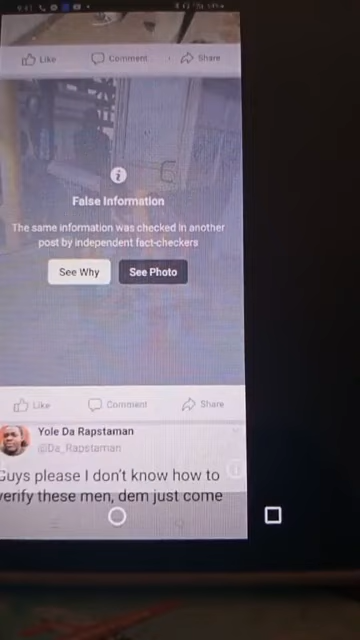 Like Comment Share
False Information
The same information was checked in another
post by independent fact-checkers
See Why See Photo
Like Comment Share
Yole Da Rapstaman
@Da_Rapstaman
Guys please I don't know how to
verify these men, dem just come